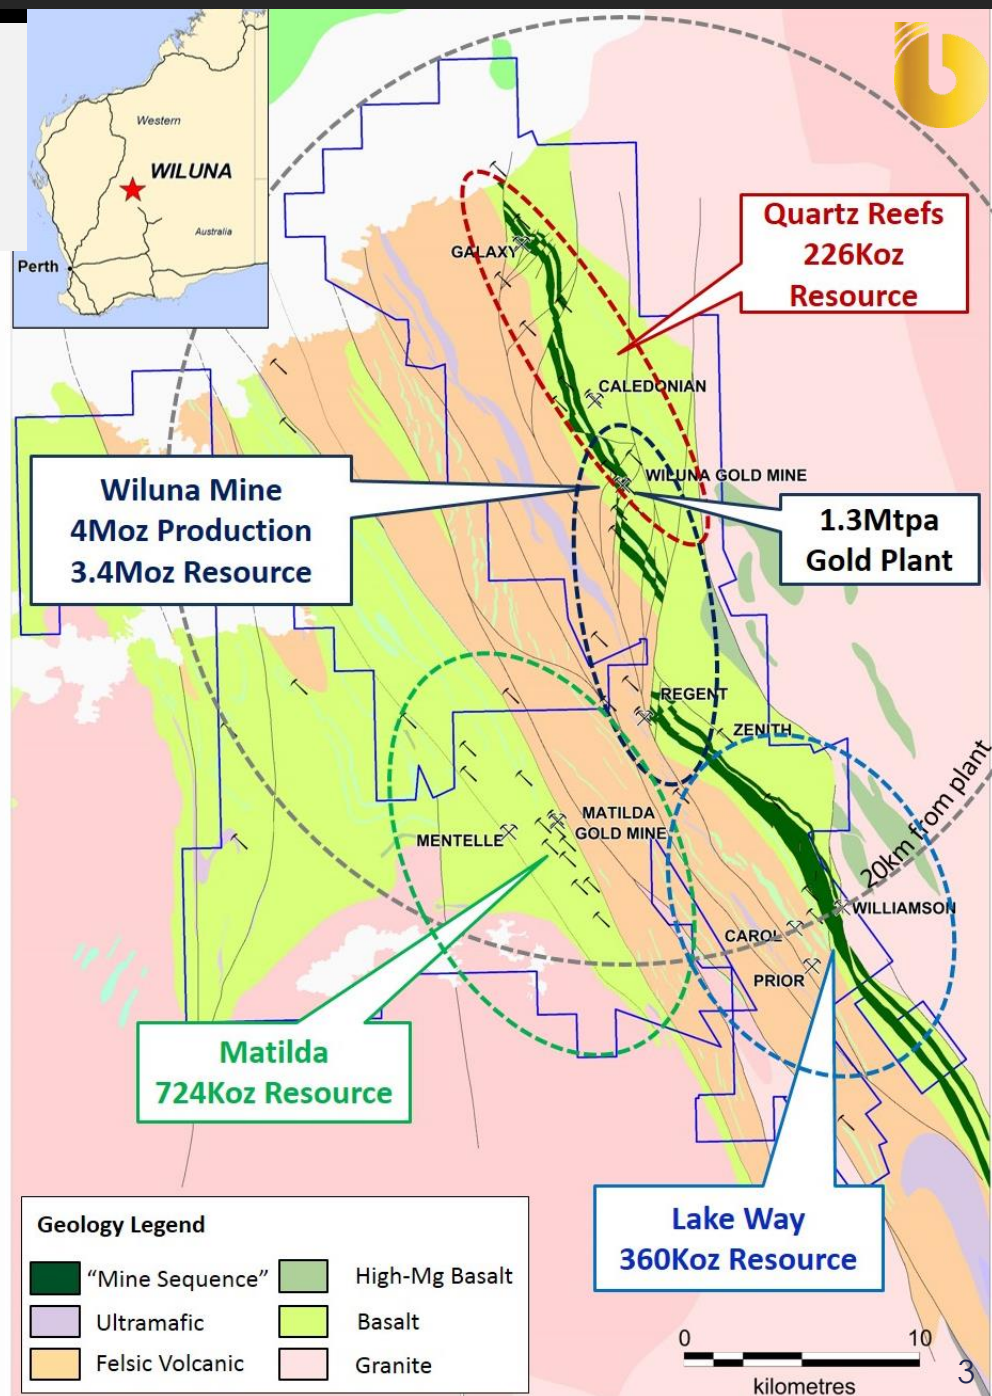 Western
WILUNA
Australia
Perth
Quartz Reefs
226Koz
Resource
GALAXY
CALEDONIAN
WILUNA GOLD MINE
Wiluna Mine
4Moz Production
3.4Moz Resource
1.3Mtpa
Gold Plant
REGENT
ZENITH
MATILDA
GOLD MINE
MENTELLE
20km from plant
WILLIAMSON
CAROL
PRIOR
Matilda
724Koz Resource
Lake Way
360Koz Resource
Geology Legend
“Mine Sequence”
High-Mg Basalt
Ultramafic
Basalt
Felsic Volcanic
Granite
0 10
kilometres
3